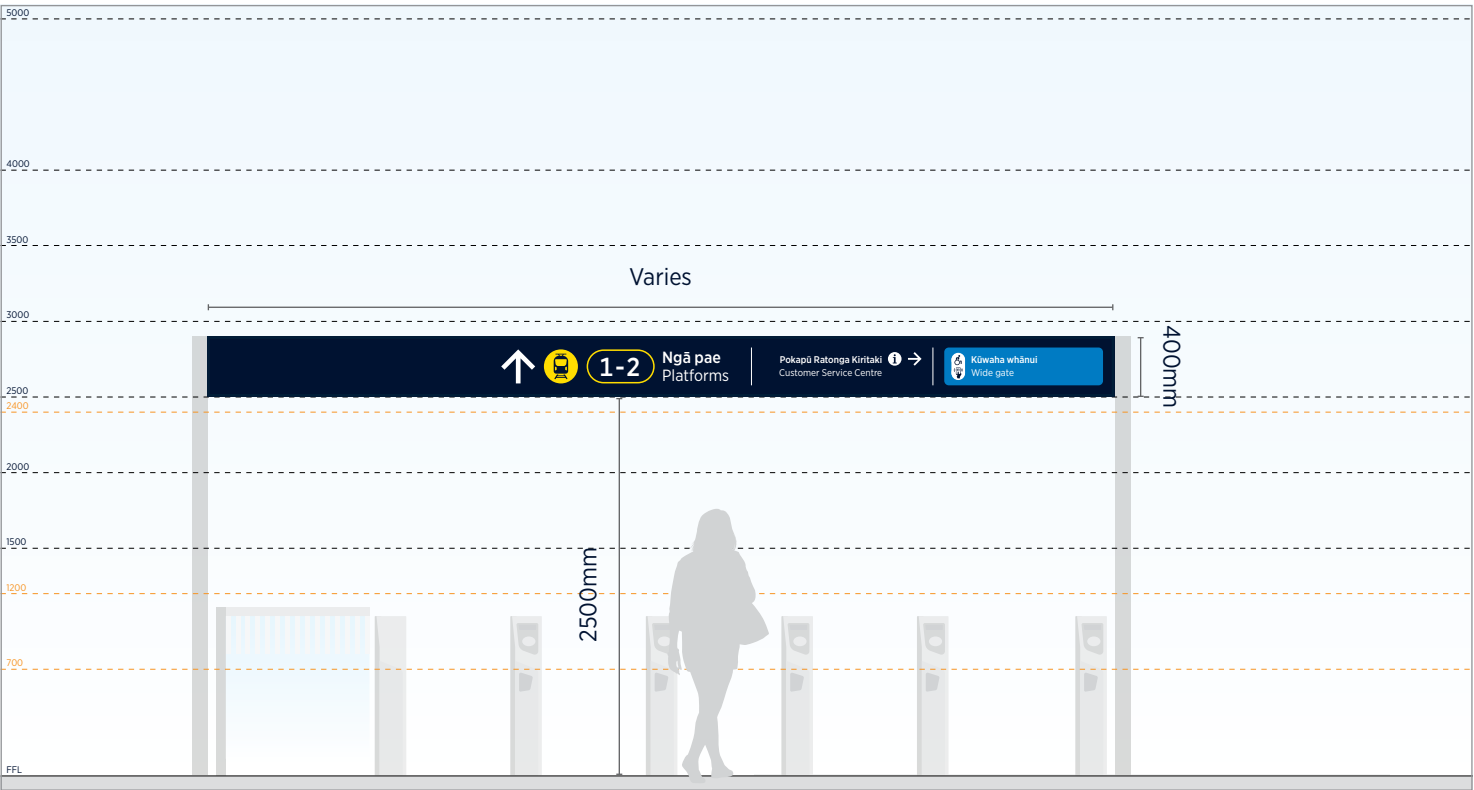 5000
4000
3500
Varies
3000
1-2
Ngā pae
Platforms
Pokapū Ratonga Kiritaki i
Customer Service Centre
Kūwaha whānui
Wide gate
400mm
2500
2400
2000
1500
2500mm
1200
700
FFL